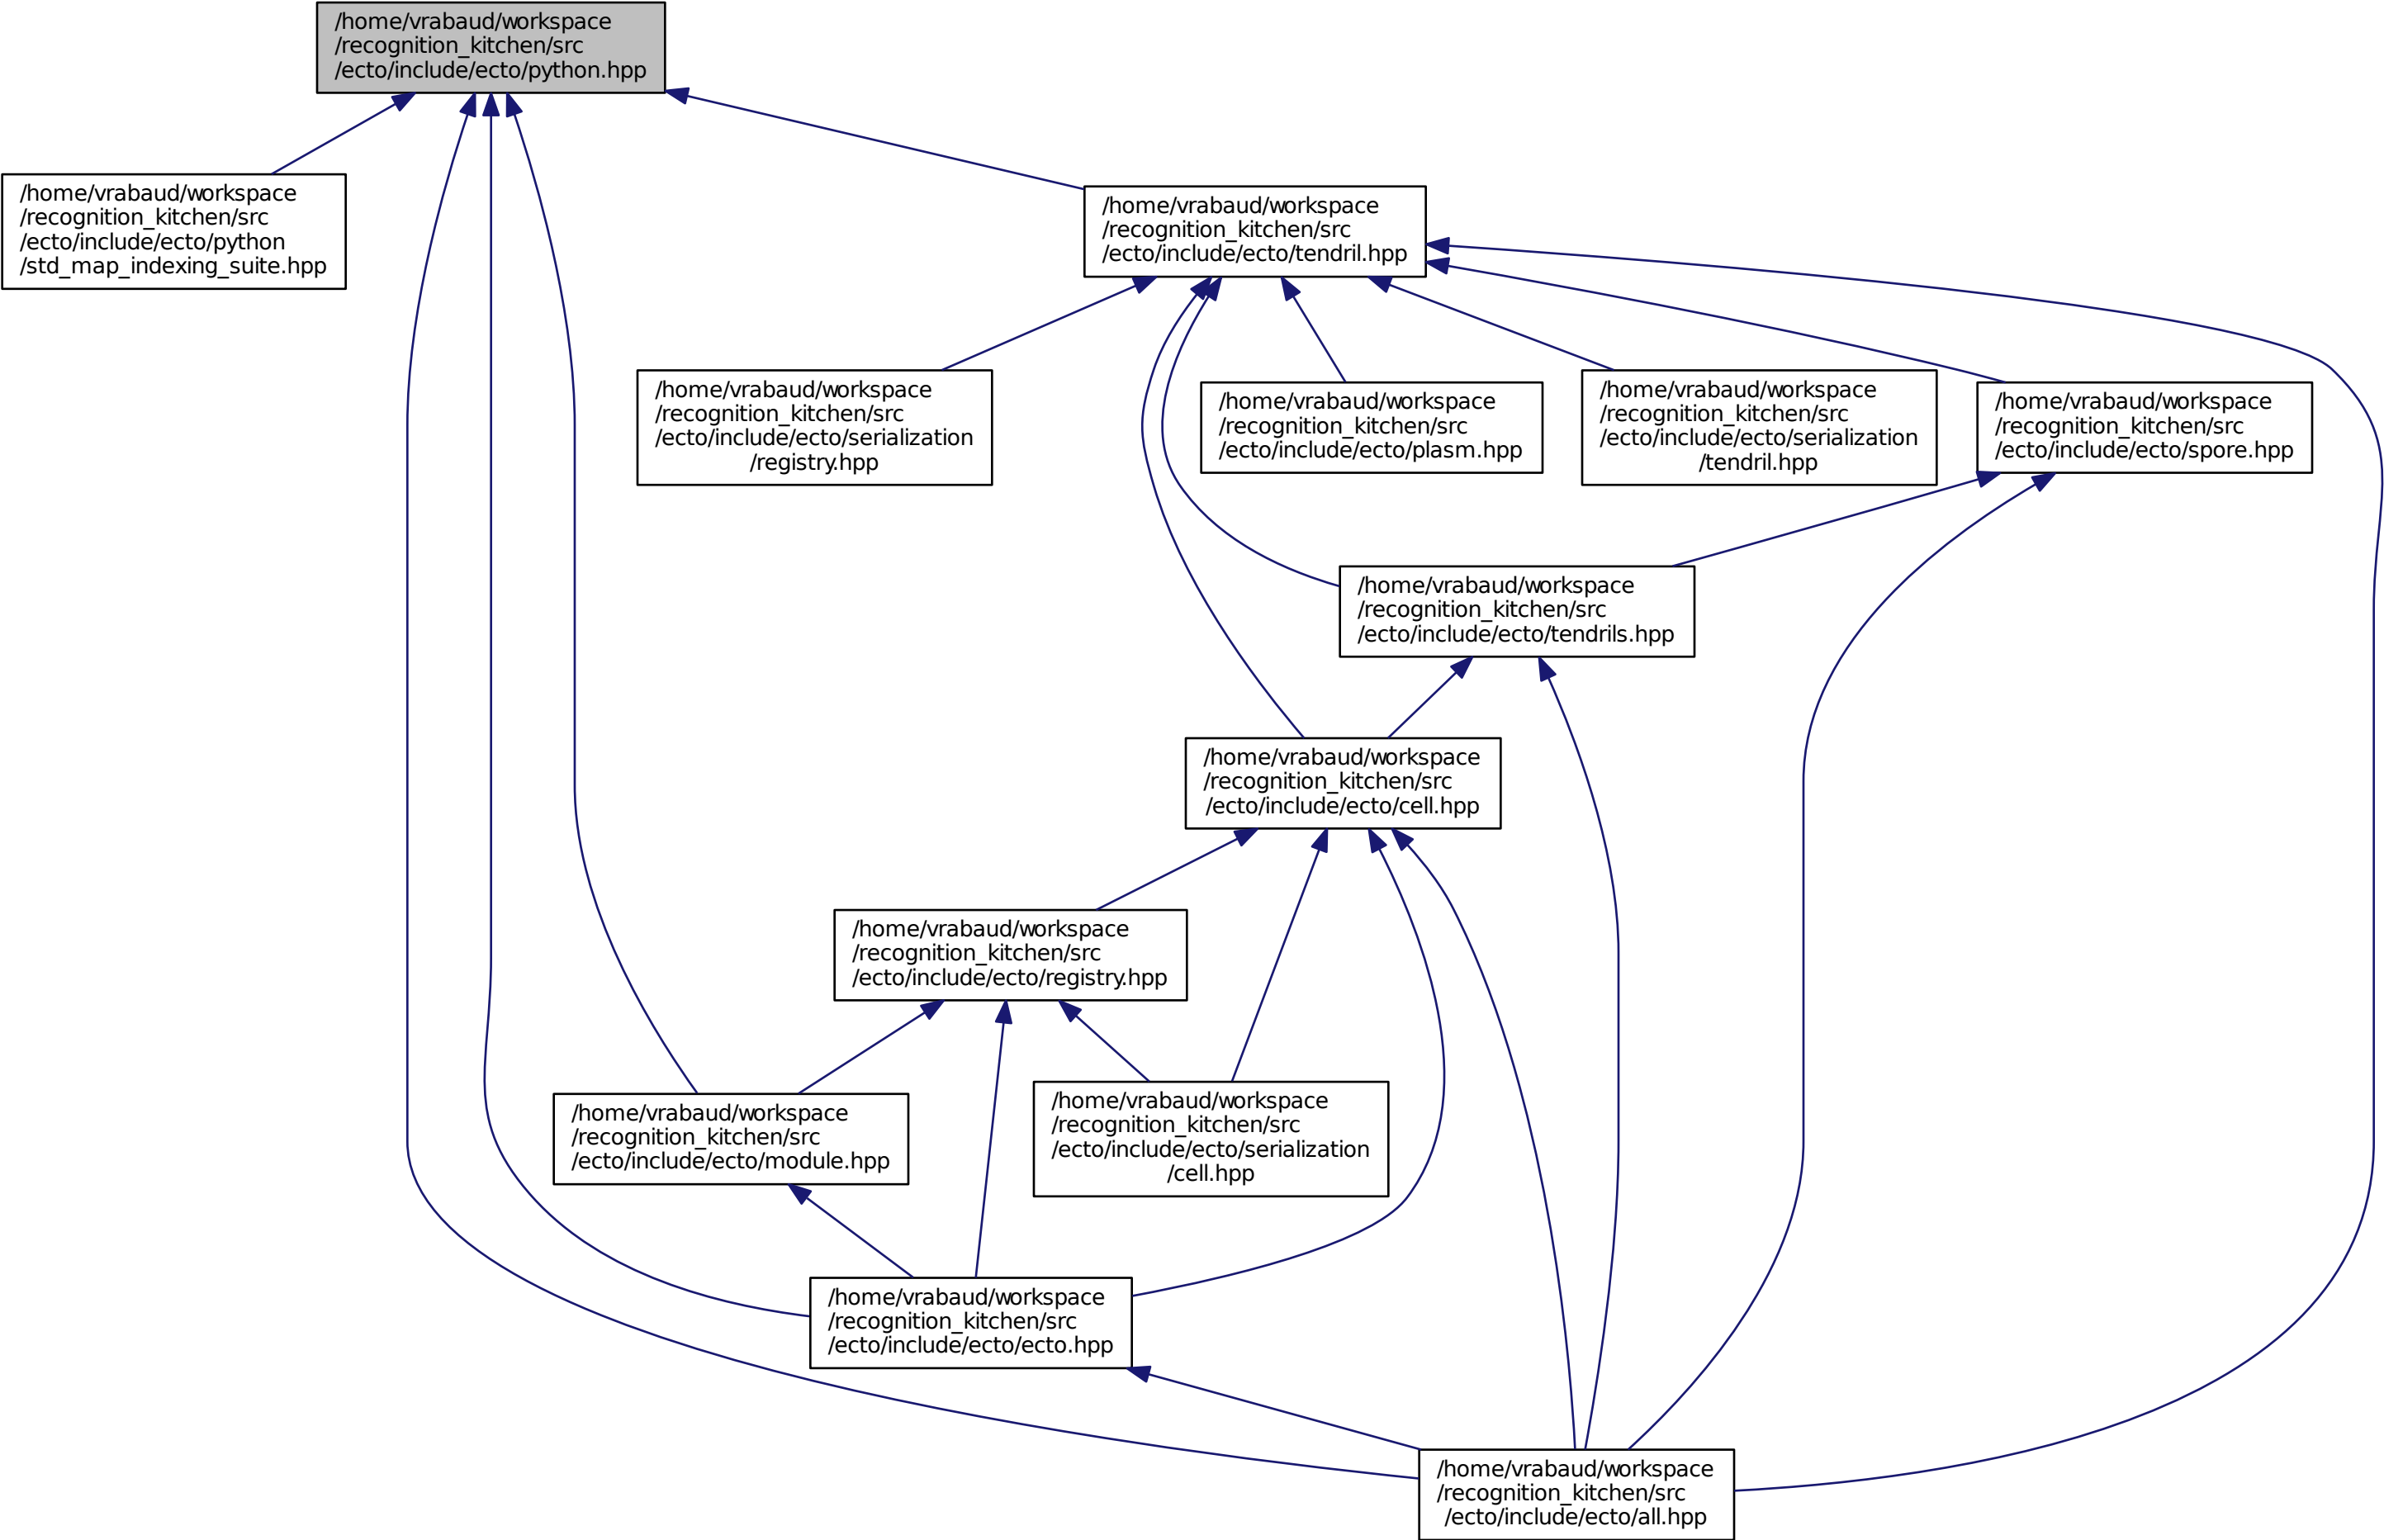 /home/vrabaud/workspace
/recognition_kitchen/src
/ecto/include/ecto/python.hpp
/home/vrabaud/workspace
/recognition_kitchen/src
/ecto/include/ecto/python
/std_map_indexing_suite.hpp
/home/vrabaud/workspace
/recognition_kitchen/src
/ecto/include/ecto/tendril.hpp
/home/vrabaud/workspace
/recognition_kitchen/src
/ecto/include/ecto/serialization
/registry.hpp
/home/vrabaud/workspace
/recognition_kitchen/src
/ecto/include/ecto/plasm.hpp
/home/vrabaud/workspace
/recognition_kitchen/src
/ecto/include/ecto/serialization
/tendril.hpp
/home/vrabaud/workspace
/recognition_kitchen/src
/ecto/include/ecto/spore.hpp
/home/vrabaud/workspace
/recognition_kitchen/src
/ecto/include/ecto/tendrils.hpp
/home/vrabaud/workspace
/recognition_kitchen/src
/ecto/include/ecto/cell.hpp
/home/vrabaud/workspace
/recognition_kitchen/src
/ecto/include/ecto/registry.hpp
/home/vrabaud/workspace
/recognition_kitchen/src
/ecto/include/ecto/module.hpp
/home/vrabaud/workspace
/recognition_kitchen/src
/ecto/include/ecto/serialization
/cell.hpp
/home/vrabaud/workspace
/recognition_kitchen/src
/ecto/include/ecto/ecto.hpp
/home/vrabaud/workspace
/recognition_kitchen/src
/ecto/include/ecto/all.hpp